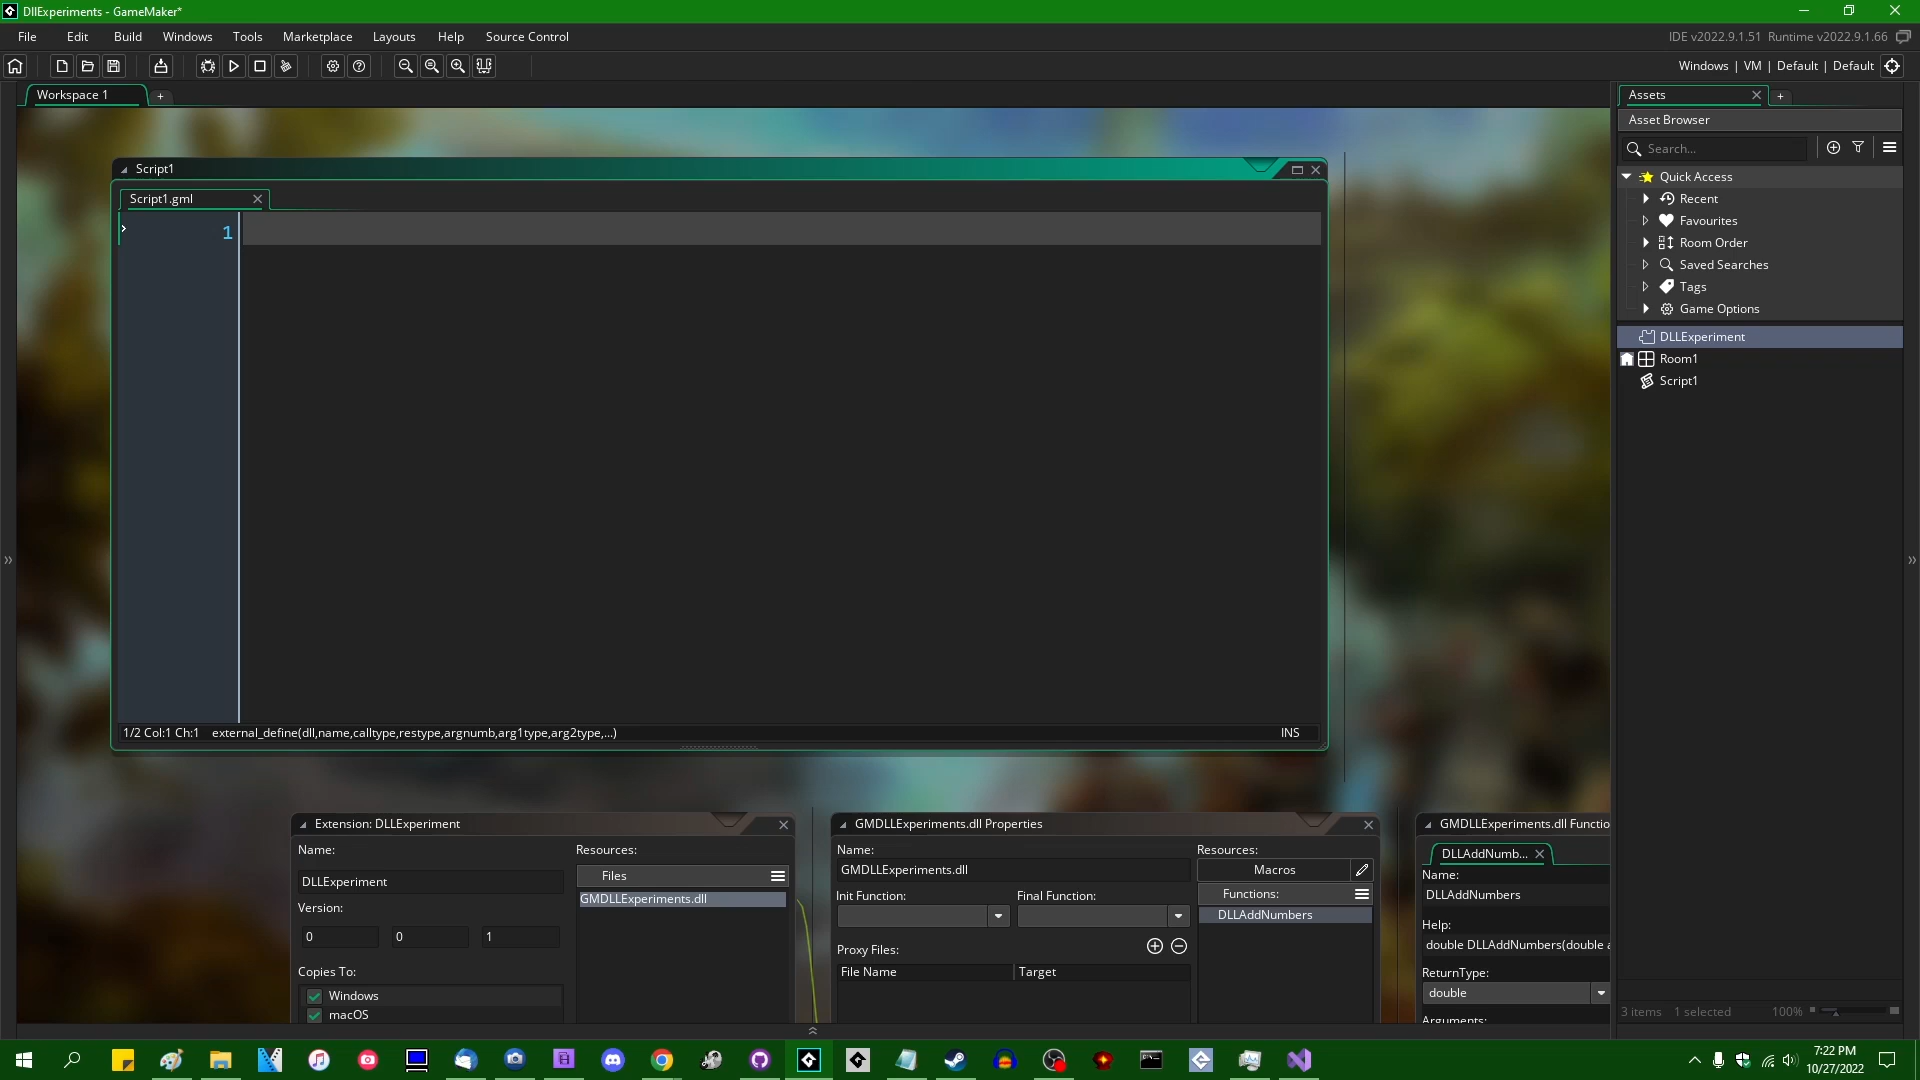 DllExperiments - GameMaker*
File Edit Build Windows Tools Marketplace Layouts Help Source Control
IDE v2022.9.1.51 Runtime v2022.9.1.66
Windows | VM | Default | Default
Workspace 1
+
Assets
+
Asset Browser
Search...
Quick Access
Recent
Favourites
Room Order
Saved Searches
Tags
Game Options
DLLExperiment
Room1
Script1
3 items 1 selected 100%
Script1
Script1.gml
1
1/2 Col:1 Ch:1 external_define(dll,name,calltype,restype,argnumb,arg1type,arg2type,...)
INS
Extension: DLLExperiment
Name:
DLLExperiment
Version:
0 0 1
Copies To:
Windows
macOS
Resources:
Files
GMDLLExperiments.dll
GMDLLExperiments.dll Properties
Name:
GMDLLExperiments.dll
Init Function:
Final Function:
Proxy Files:
File Name Target
Resources:
Macros
Functions:
DLLAddNumbers
GMDLLExperiments.dll Functio
DLLAddNumb...
Name:
DLLAddNumbers
Help:
double DLLAddNumbers(double a
ReturnType:
double
Arguments:
7:22 PM
10/27/2022